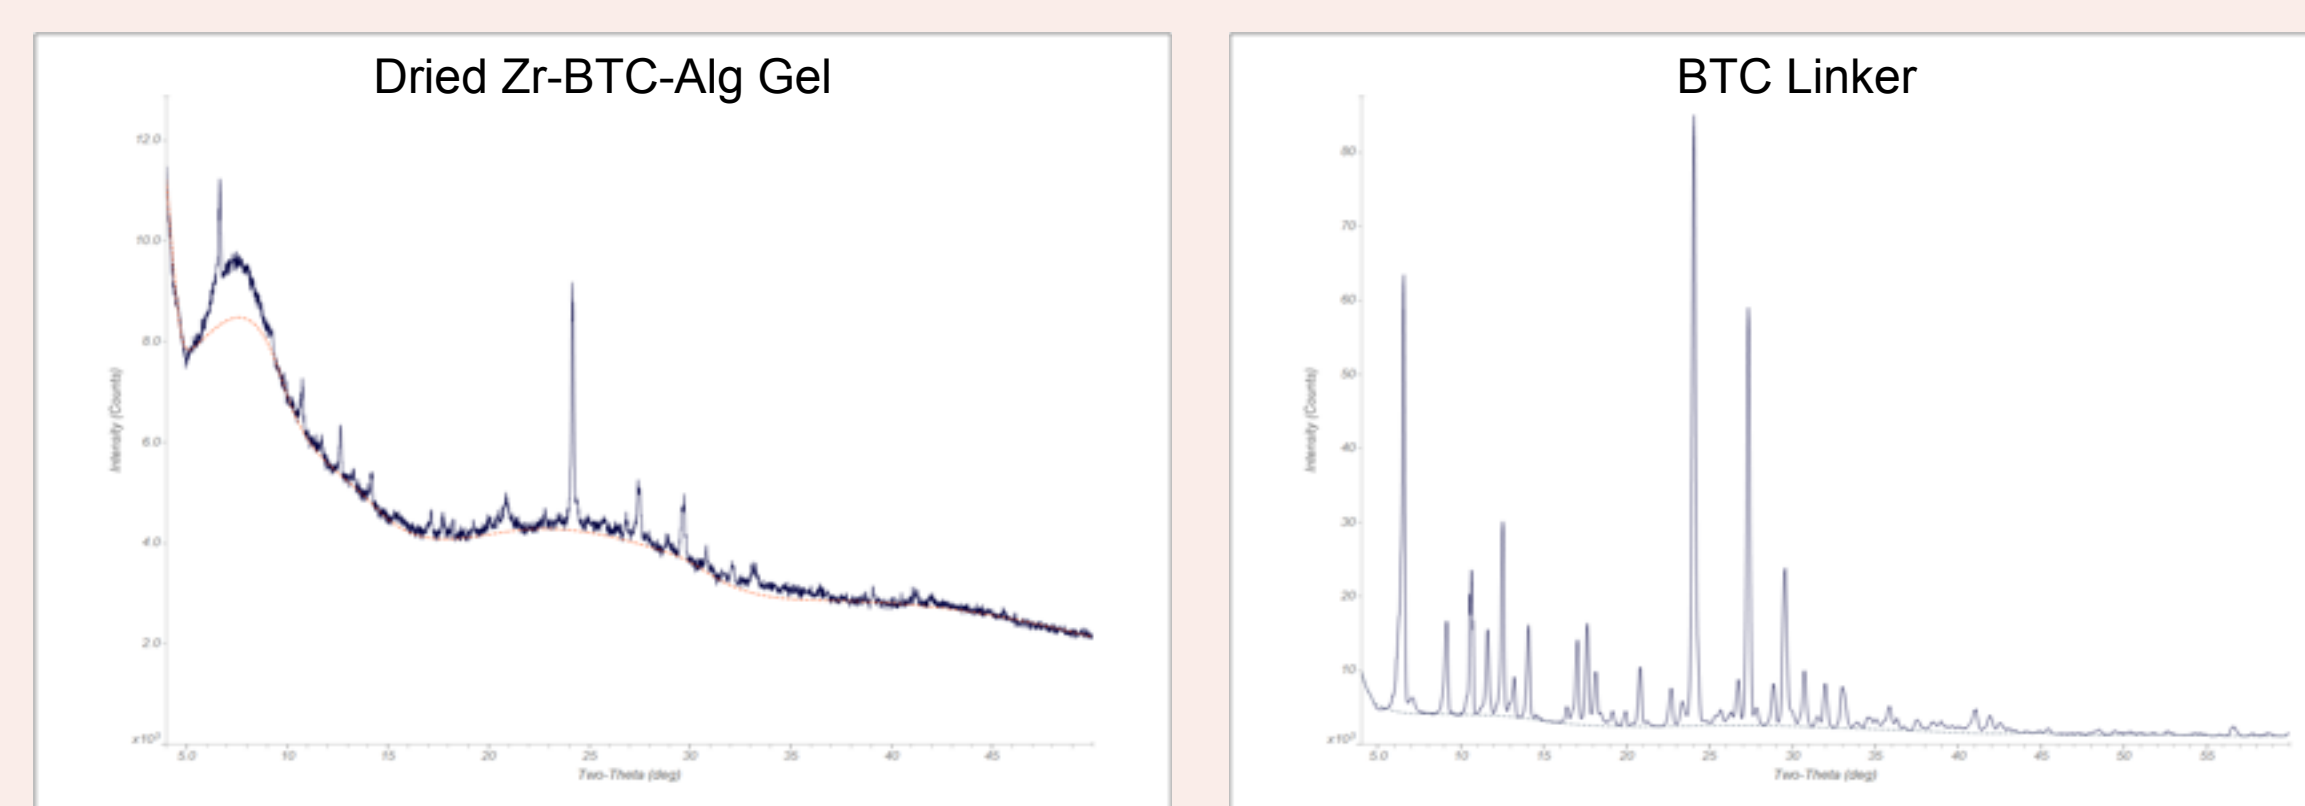 Dried Zr-BTC-Alg Gel
12.0
10.0
8.0
6.0
4.0
2.0
x10³
Intensity (Counts)
5.0 10 15 20 25 30 35 40 45
Two-Theta (deg)
BTC Linker
80
70
60
50
40
30
20
10
x10³
Intensity (Counts)
5.0 10 15 20 25 30 35 40 45 50 55
Two-Theta (deg)